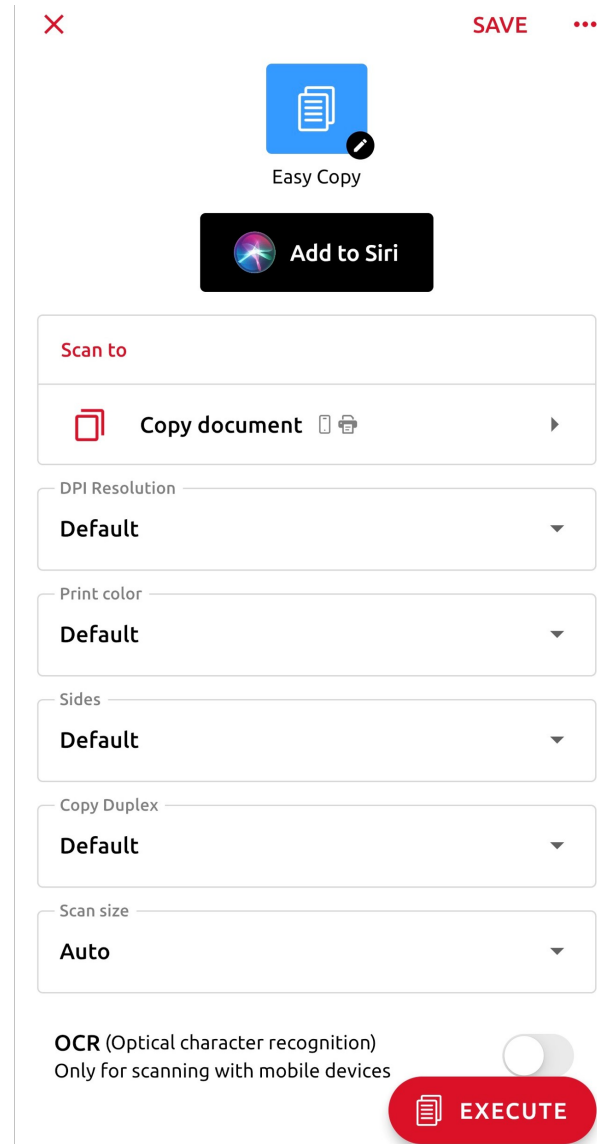 SAVE
Easy Copy
Add to Siri
Scan to
Copy document
DPI Resolution
Default
Print color
Default
Sides
Default
Copy Duplex
Default
Scan size
Auto
OCR (Optical character recognition)
Only for scanning with mobile devices
EXECUTE